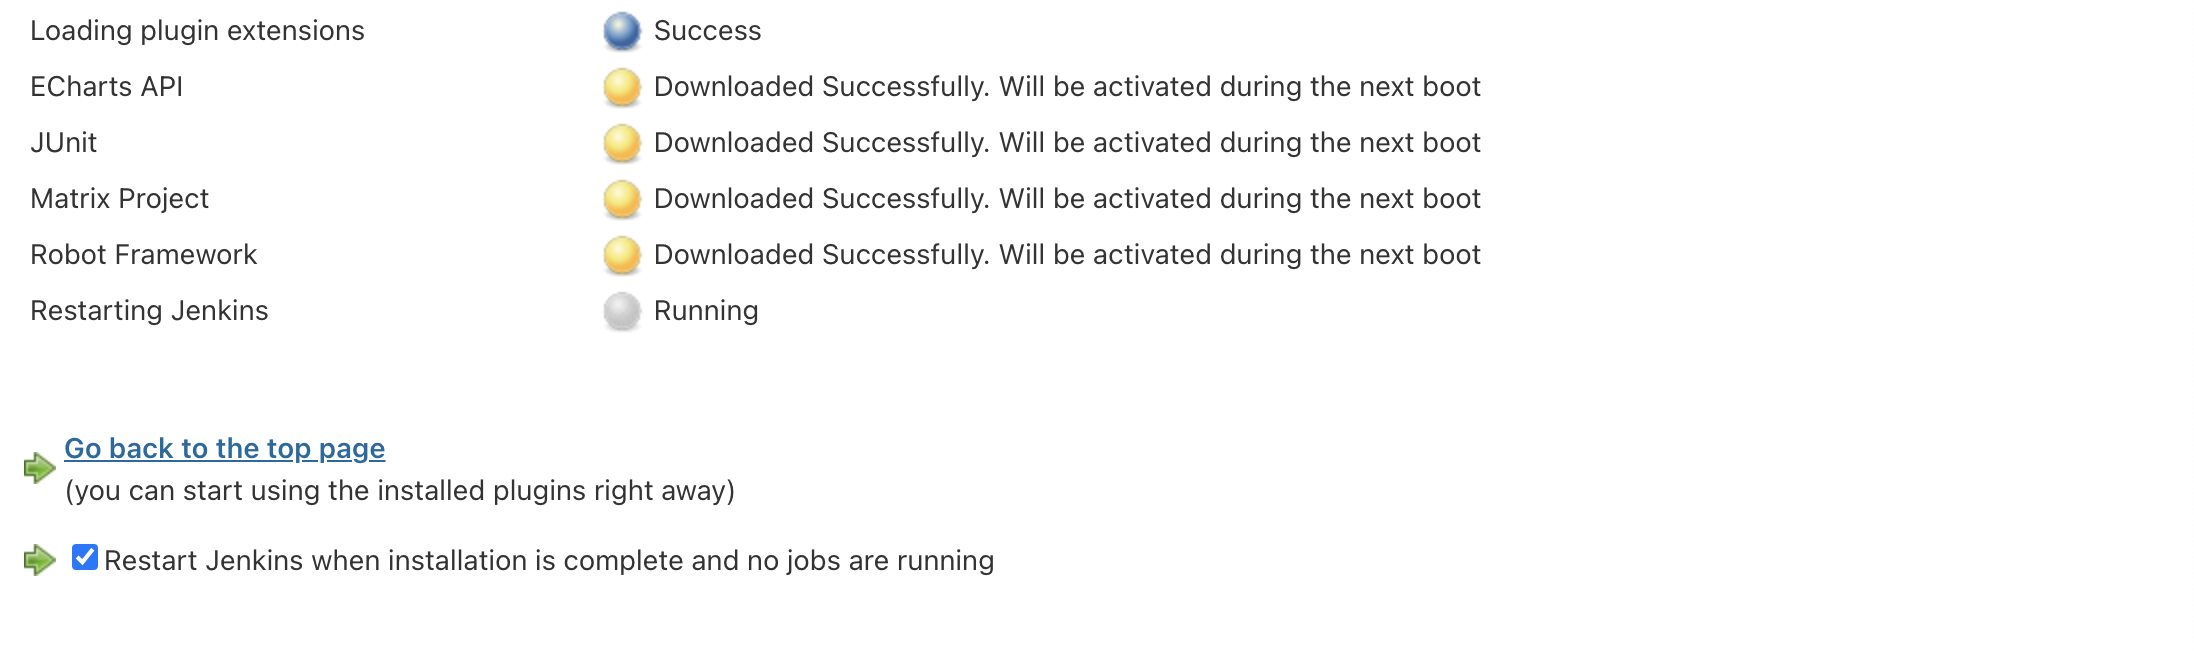 Loading plugin extensions Success
ECharts API Downloaded Successfully. Will be activated during the next boot
JUnit Downloaded Successfully. Will be activated during the next boot
Matrix Project Downloaded Successfully. Will be activated during the next boot
Robot Framework Downloaded Successfully. Will be activated during the next boot
Restarting Jenkins Running
Go back to the top page
(you can start using the installed plugins right away)
Restart Jenkins when installation is complete and no jobs are running